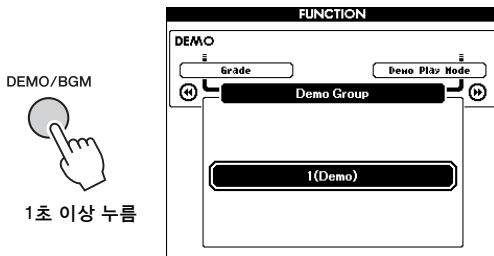 FUNCTION
DEMO
Grade
Demo Play Mode
DEMO/BGM
Demo Group
1(Demo)
1초 이상 누름